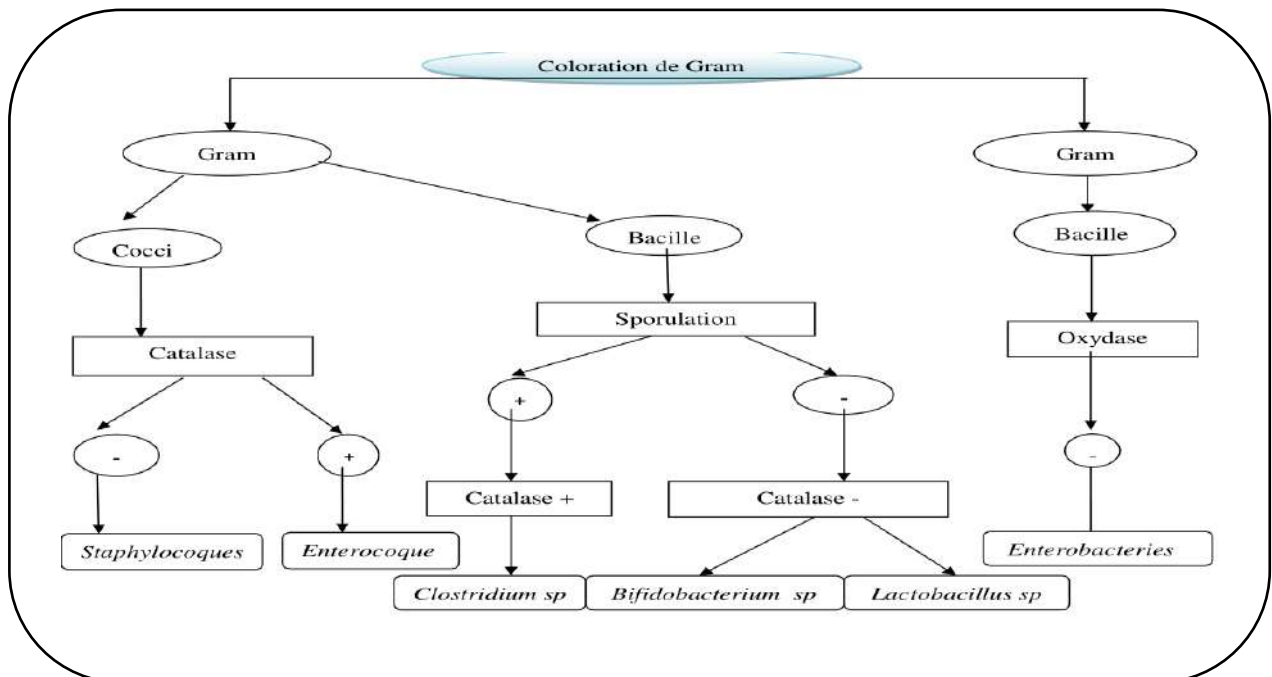 Coloration de Gram
Gram
Gram
Cocci
Bacille
Bacille
Catalase
Sporulation
Oxydase
-
+
+
-
-
Catalase +
Catalase -
Staphylocoques
Enterocoque
Clostridium sp
Bifidobacterium sp
Lactobacillus sp
Enterobacteries